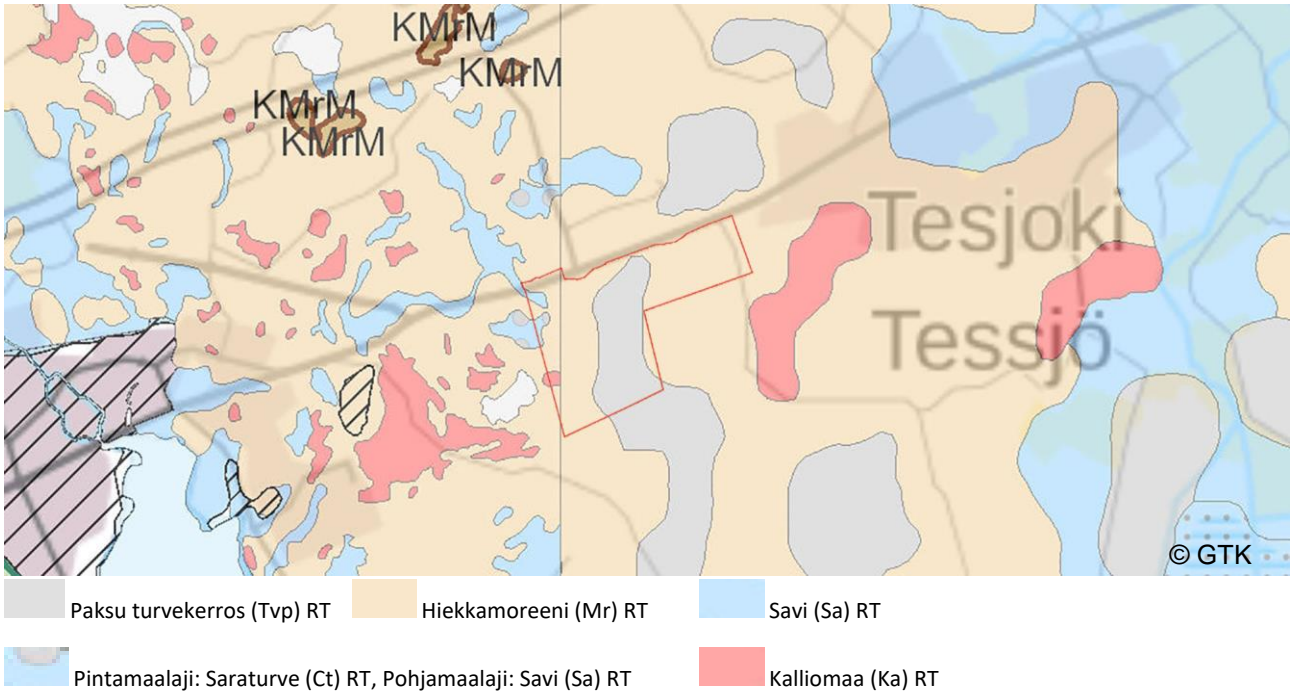 KMrM
KMrM
KMrM
KMrM
Tesjoki
Tessjö
© GTK
Paksu turvekerros (Tvp) RT Hiekkamoreeni (Mr) RT Savi (Sa) RT
Pintamaalaji: Saraturve (Ct) RT, Pohjamaalaji: Savi (Sa) RT Kalliomaa (Ka) RT